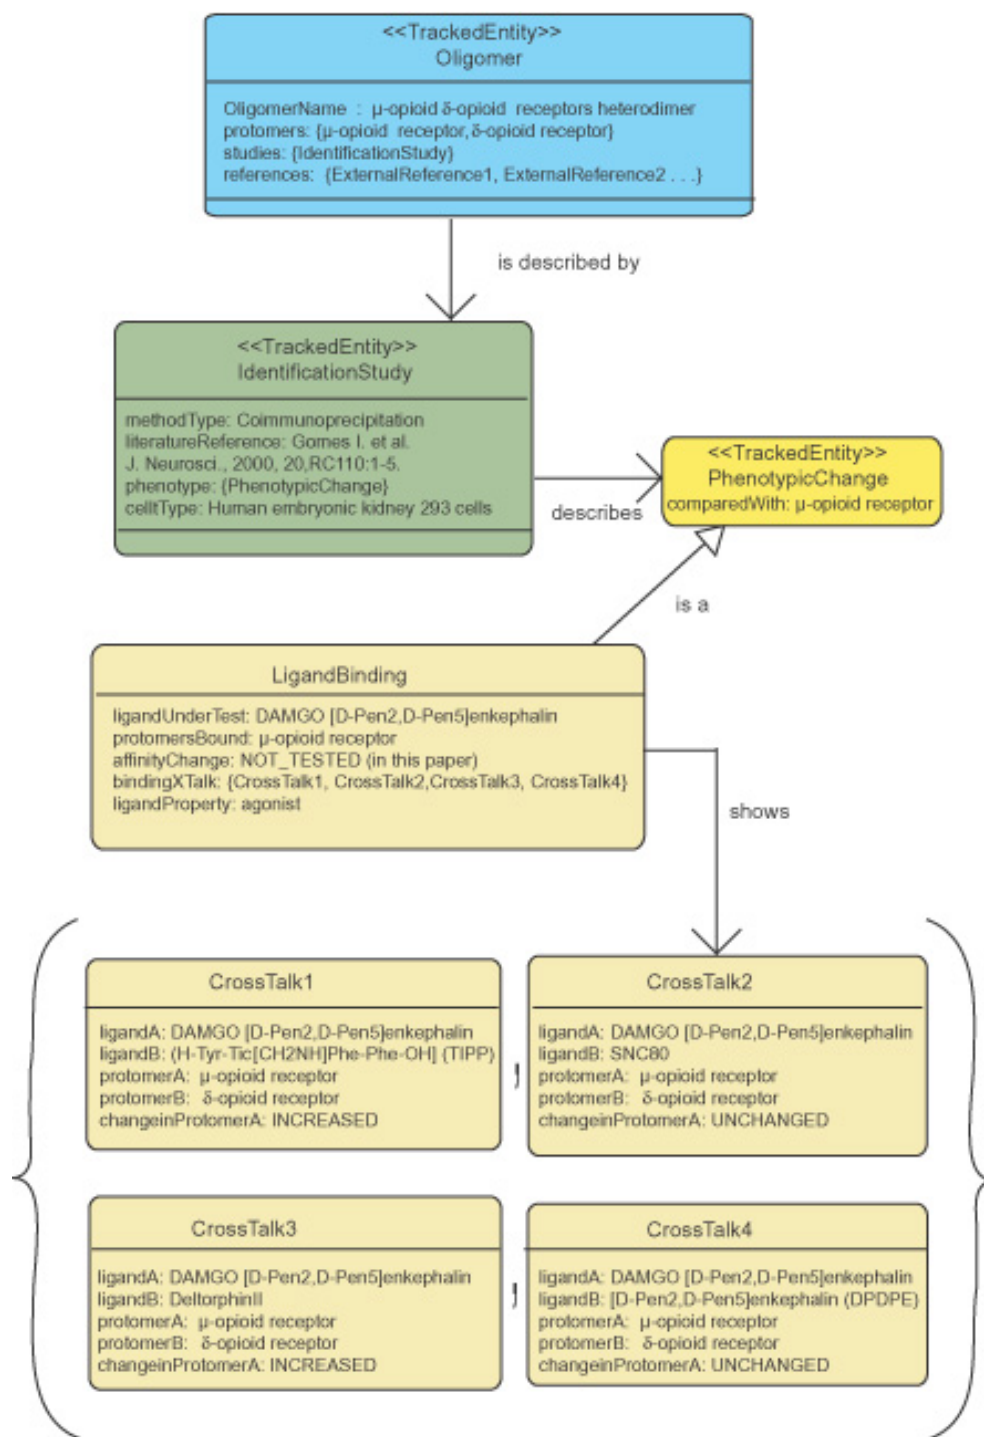 <<TrackedEntity>>
Oligomer
OligomerName : μ-opioid δ-opioid receptors heterodimer
protomers: {μ-opioid receptor,δ-opioid receptor}
studies: {IdentificationStudy}
references: {ExternalReference1, ExternalReference2 . . .}
is described by
<<TrackedEntity>>
IdentificationStudy
methodType: Coimmunoprecipitation
literatureReference: Gomes I. et al.
J. Neurosci., 2000, 20,RC110:1-5.
phenotype: {PhenotypicChange}
celltType: Human embryonic kidney 293 cells
describes
<<TrackedEntity>>
PhenotypicChange
comparedWith: μ-opioid receptor
is a
LigandBinding
ligandUnderTest: DAMGO [D-Pen2,D-Pen5]enkephalin
protomersBound: μ-opioid receptor
affinityChange: NOT_TESTED (in this paper)
bindingXTalk: {CrossTalk1, CrossTalk2,CrossTalk3, CrossTalk4}
ligandProperty: agonist
shows
CrossTalk1
ligandA: DAMGO [D-Pen2,D-Pen5]enkephalin
ligandB: (H-Tyr-Tic[CH2NH]Phe-Phe-OH] (TIPP)
protomerA: μ-opioid receptor
protomerB: δ-opioid receptor
changeinProtomerA: INCREASED
,
CrossTalk2
ligandA: DAMGO [D-Pen2,D-Pen5]enkephalin
ligandB: SNC80
protomerA: μ-opioid receptor
protomerB: δ-opioid receptor
changeinProtomerA: UNCHANGED
CrossTalk3
ligandA: DAMGO [D-Pen2,D-Pen5]enkephalin
ligandB: DeltorphinII
protomerA: μ-opioid receptor
protomerB: δ-opioid receptor
changeinProtomerA: INCREASED
,
CrossTalk4
ligandA: DAMGO [D-Pen2,D-Pen5]enkephalin
ligandB: [D-Pen2,D-Pen5]enkephalin (DPDPE)
protomerA: μ-opioid receptor
protomerB: δ-opioid receptor
changeinProtomerA: UNCHANGED